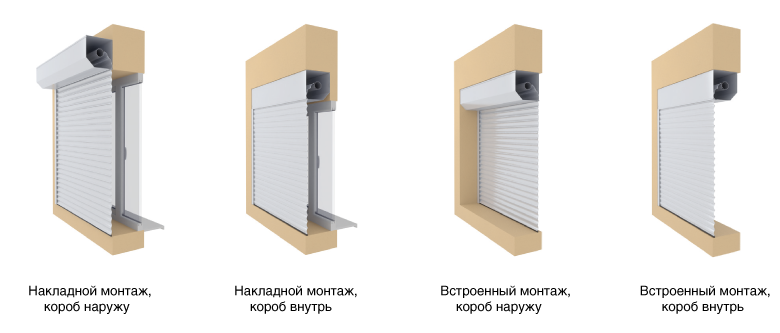 Накладной монтаж,
короб наружу
Накладной монтаж,
короб внутрь
Встроенный монтаж,
короб наружу
Встроенный монтаж,
короб внутрь